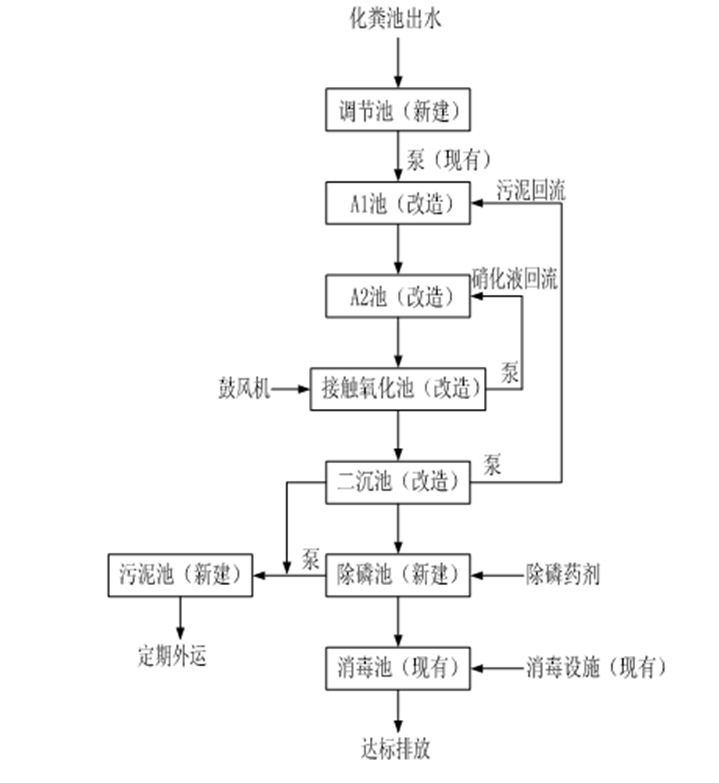 化粪池出水
调节池（新建）
泵（现有）
A1池（改造）
污泥回流
A2池（改造）
硝化液回流
鼓风机
接触氧化池（改造）
泵
二沉池（改造）
泵
污泥池（新建）
泵
除磷池（新建）
除磷药剂
定期外运
消毒池（现有）
消毒设施（现有）
达标排放